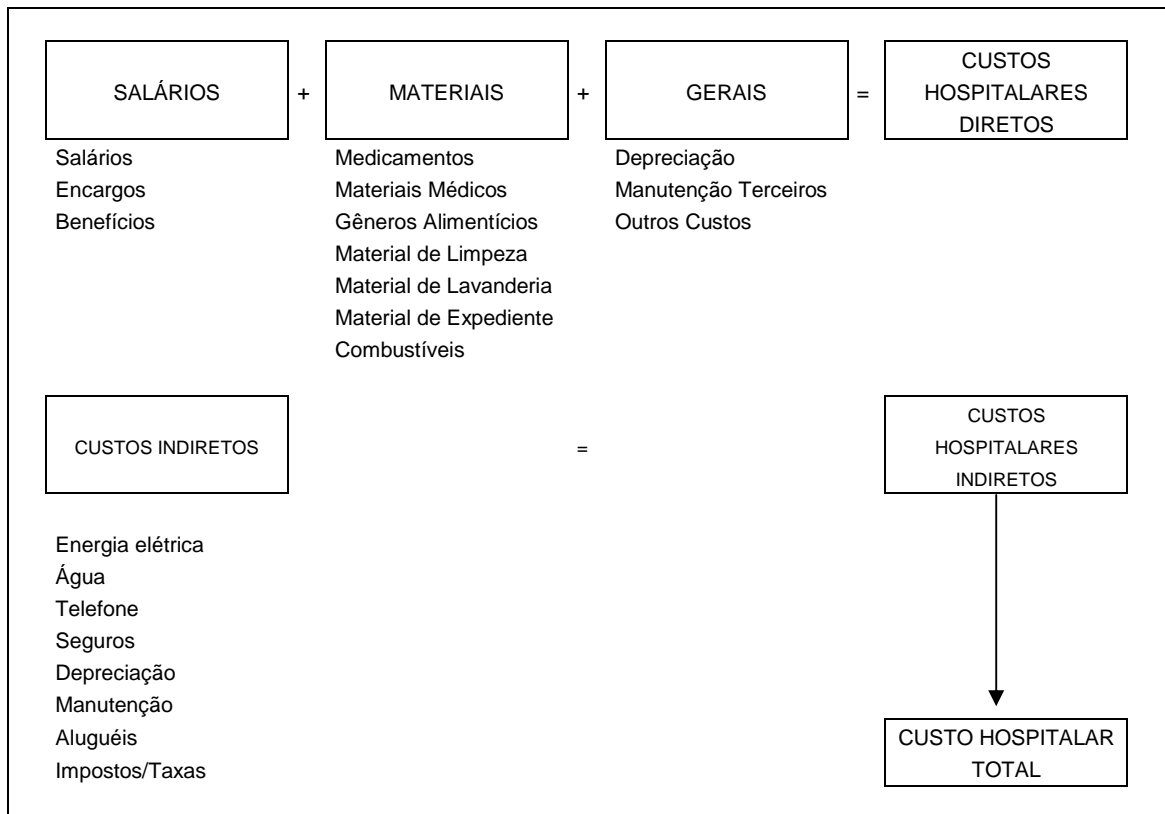 SALÁRIOS + MATERIAIS + GERAIS = CUSTOS
HOSPITALARES
DIRETOS
Salários
Encargos
Benefícios
Medicamentos
Materiais Médicos
Gêneros Alimentícios
Material de Limpeza
Material de Lavanderia
Material de Expediente
Combustíveis
Depreciação
Manutenção Terceiros
Outros Custos
CUSTOS INDIRETOS = CUSTOS
HOSPITALARES
INDIRETOS
Energia elétrica
Água
Telefone
Seguros
Depreciação
Manutenção
Aluguéis
Impostos/Taxas
CUSTO HOSPITALAR
TOTAL